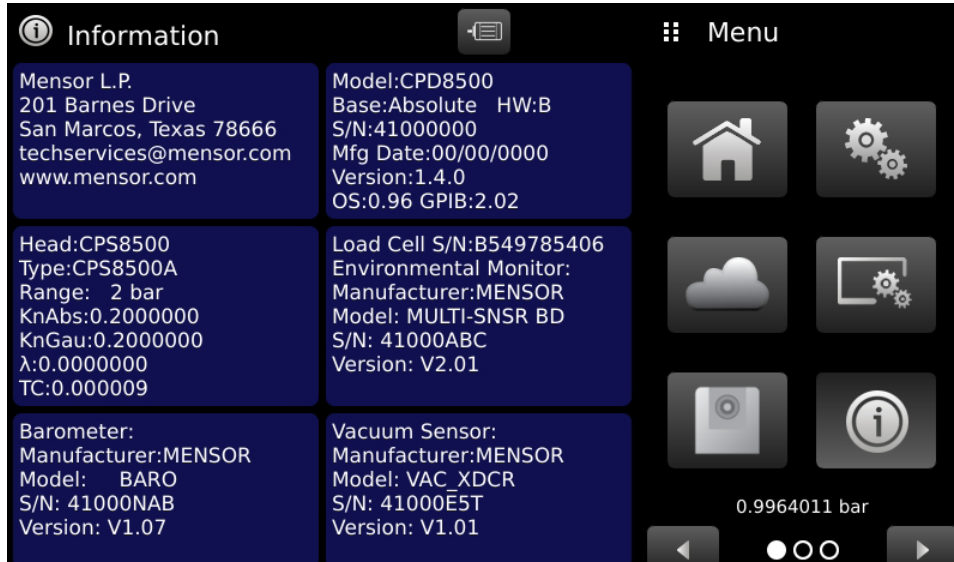 Information
Mensor L.P.
201 Barnes Drive
San Marcos, Texas 78666
techservices@mensor.com
www.mensor.com
Model:CPD8500
Base:Absolute HW:B
S/N:41000000
Mfg Date:00/00/0000
Version:1.4.0
OS:0.96 GPIB:2.02
Head:CPS8500
Type:CPS8500A
Range: 2 bar
KnAbs:0.2000000
KnGau:0.2000000
λ:0.0000000
TC:0.000009
Load Cell S/N:B549785406
Environmental Monitor:
Manufacturer:MENSOR
Model: MULTI-SNSR BD
S/N: 41000ABC
Version: V2.01
Barometer:
Manufacturer:MENSOR
Model: BARO
S/N: 41000NAB
Version: V1.07
Vacuum Sensor:
Manufacturer:MENSOR
Model: VAC_XDCR
S/N: 41000E5T
Version: V1.01
Menu
0.9964011 bar